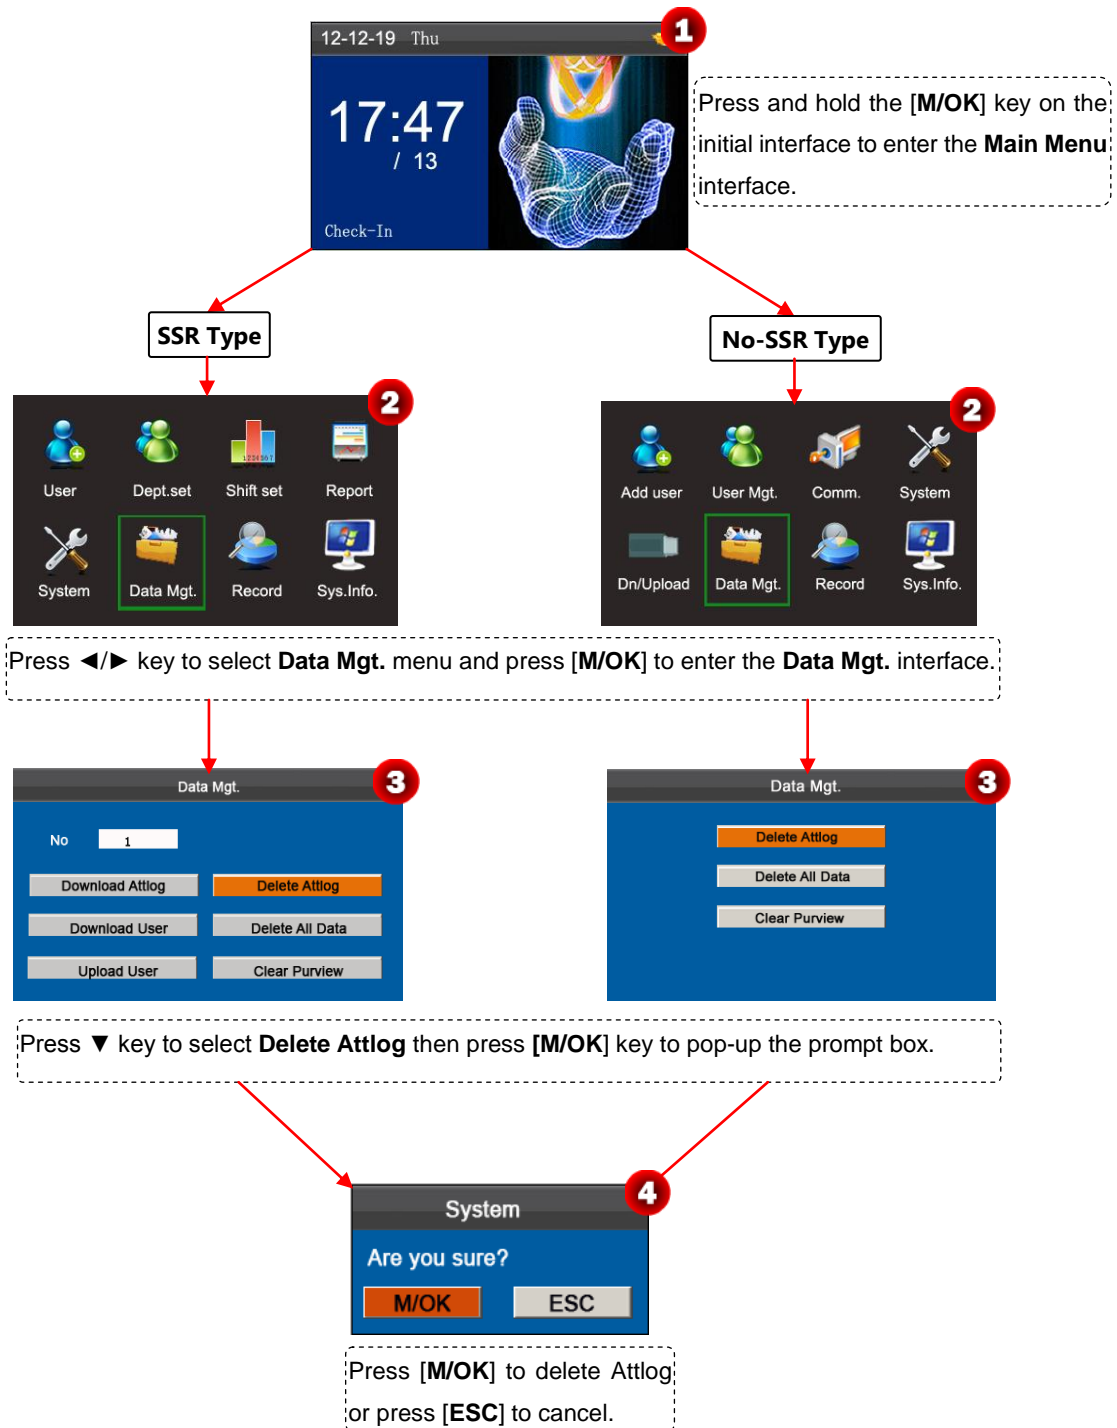 12-12-19 Thu
1
17:47
/ 13
Check-In
Press and hold the [M/OK] key on the
initial interface to enter the Main Menu
interface.
SSR Type
No-SSR Type
2
User Dept.set Shift set Report
System Data Mgt. Record Sys.Info.
2
Add user User Mgt. Comm. System
Dn/Upload Data Mgt. Record Sys.Info.
Press ◄/► key to select Data Mgt. menu and press [M/OK] to enter the Data Mgt. interface.
Data Mgt.
3
No 1
Download Attlog Delete Attlog
Download User Delete All Data
Upload User Clear Purview
Data Mgt.
3
Delete Attlog
Delete All Data
Clear Purview
Press ▼ key to select Delete Attlog then press [M/OK] key to pop-up the prompt box.
4
System
Are you sure?
M/OK ESC
Press [M/OK] to delete Attlog
or press [ESC] to cancel.